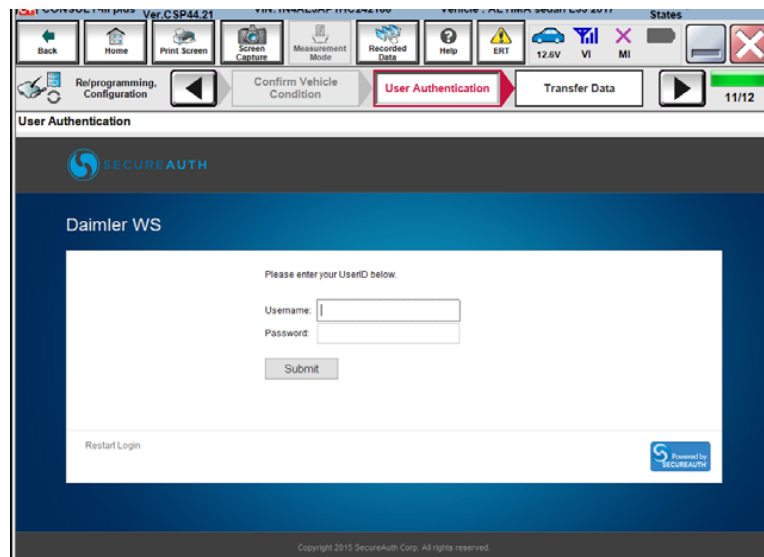 plus Ver.CSP44.21
States
Back
Home
Print Screen
Screen Capture
Measurement Mode
Recorded Data
Help
ERT
12.6V
VI
MI
Re/programming, Configuration
Confirm Vehicle Condition
User Authentication
Transfer Data
11/12
User Authentication
SECUREAUTH
Daimler WS
Please enter your UserID below.
Username:
Password:
Submit
Restart Login
Powered by
SECUREAUTH
Copyright 2015 SecureAuth Corp. All rights reserved.